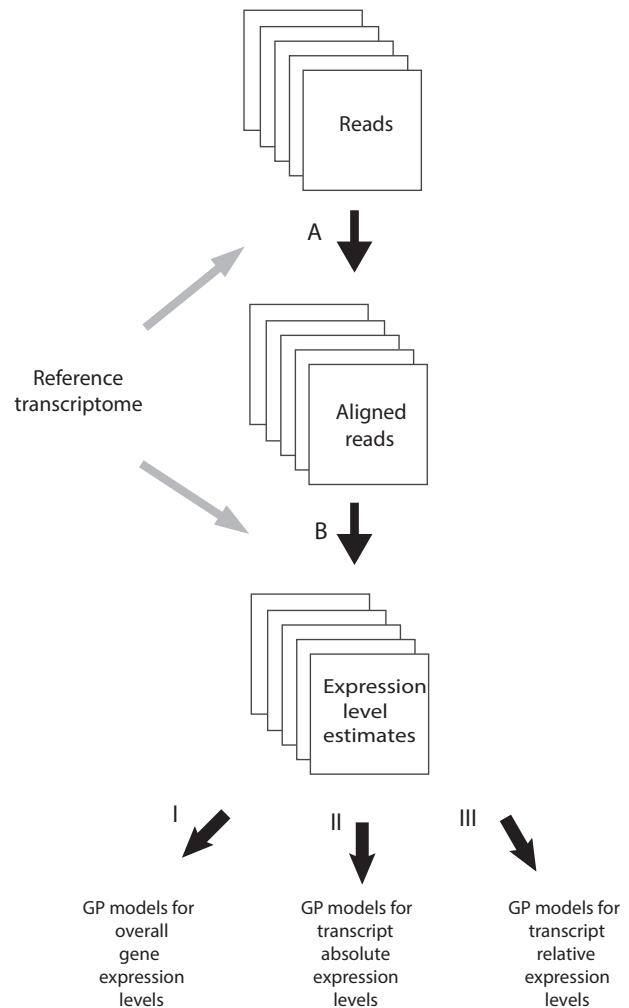 Reads
A
Reference
transcriptome
Aligned
reads
B
Expression
level
estimates
I
II
III
GP models for
overall
gene
expression
levels
GP models for
transcript
absolute
expression
levels
GP models for
transcript
relative
expression
levels